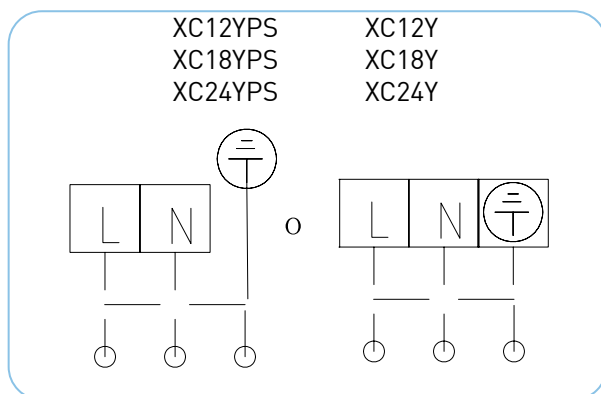 XC12YPS XC12Y
XC18YPS XC18Y
XC24YPS XC24Y
L N o L N